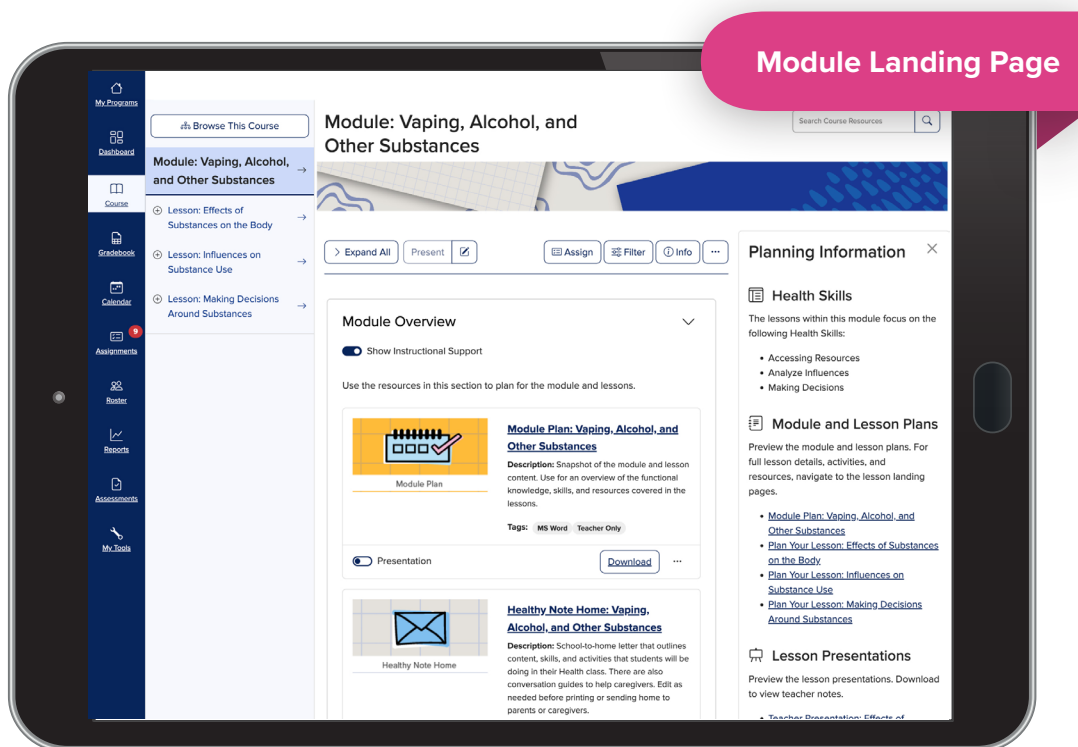 Module Landing Page
My Programs
Dashboard
Course
Gradebook
Calendar
9
Assignments
Roster
Reports
Assessments
My Tools
Browse This Course
Module: Vaping, Alcohol,
and Other Substances
Lesson: Effects of
Substances on the Body
Lesson: Influences on
Substance Use
Lesson: Making Decisions
Around Substances
Module: Vaping, Alcohol, and
Other Substances
Search Course Resources
Expand All
Present
Assign
Filter
Info
Module Overview
Show Instructional Support
Use the resources in this section to plan for the module and lessons.
Module Plan
Module Plan: Vaping, Alcohol, and
Other Substances
Description: Snapshot of the module and lesson
content. Use for an overview of the functional
knowledge, skills, and resources covered in the
lessons.
Tags: MS Word Teacher Only
Presentation
Download
Healthy Note Home
Healthy Note Home: Vaping,
Alcohol, and Other Substances
Description: School-to-home letter that outlines
content, skills, and activities that students will be
doing in their Health class. There are also
conversation guides to help caregivers. Edit as
needed before printing or sending home to
parents or caregivers.
Planning Information
Health Skills
The lessons within this module focus on the
following Health Skills:
• Accessing Resources
• Analyze Influences
• Making Decisions
Module and Lesson Plans
Preview the module and lesson plans. For
full lesson details, activities, and
resources, navigate to the lesson landing
pages.
• Module Plan: Vaping, Alcohol, and
Other Substances
• Plan Your Lesson: Effects of Substances
on the Body
• Plan Your Lesson: Influences on
Substance Use
• Plan Your Lesson: Making Decisions
Around Substances
Lesson Presentations
Preview the lesson presentations. Download
to view teacher notes.
• Teacher Presentation: Effects of